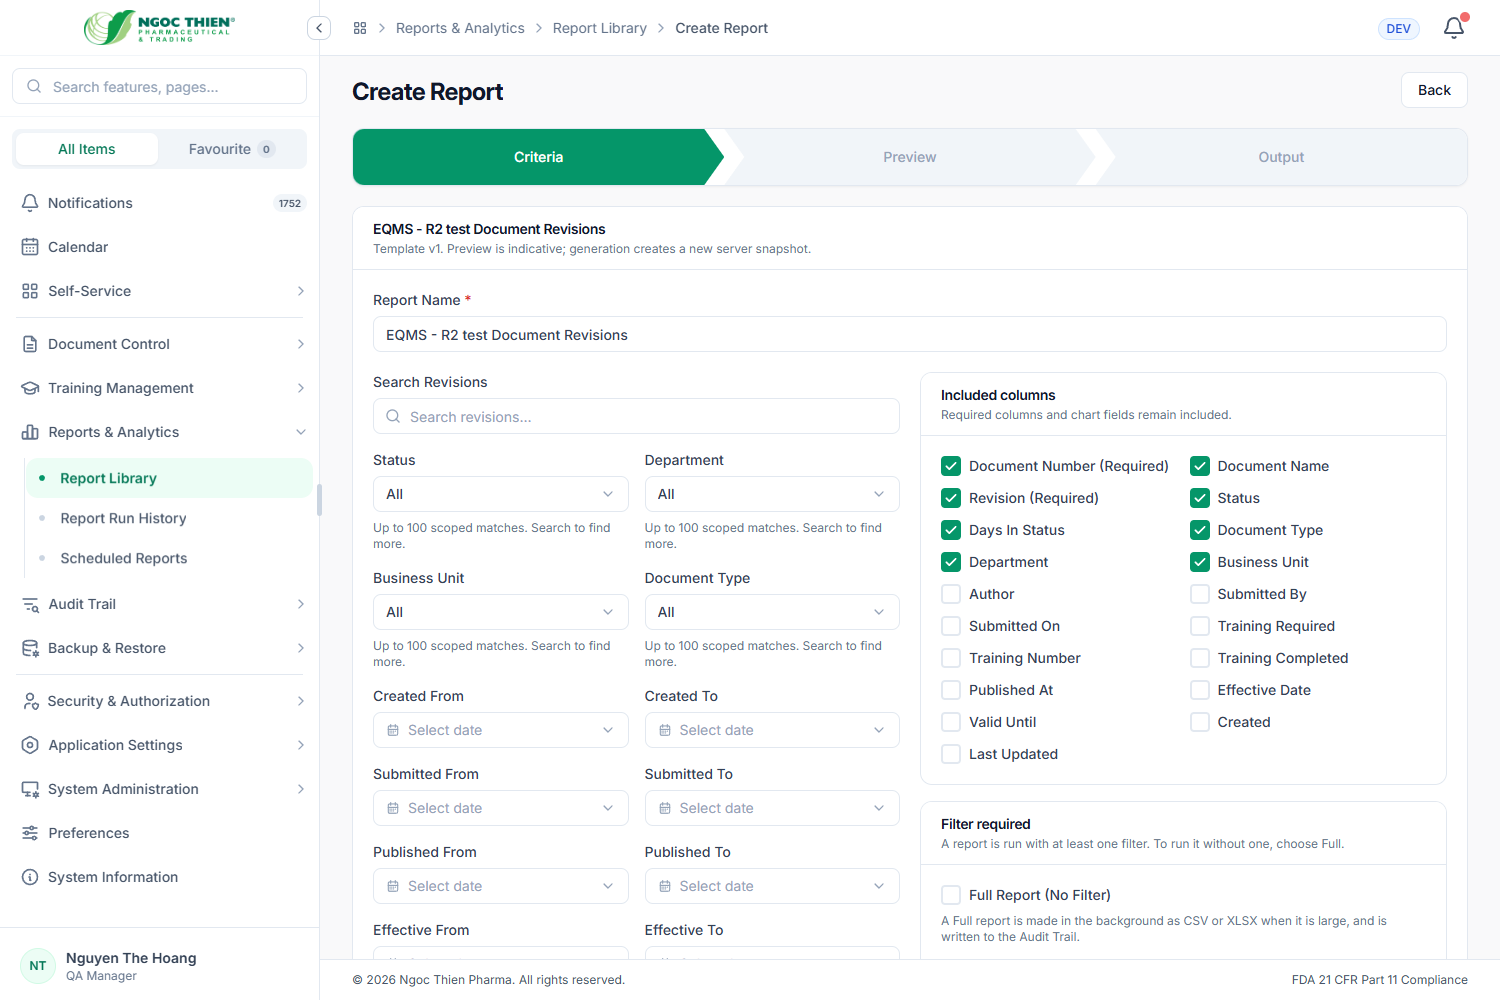 NGOC THIEN®
PHARMACEUTICAL
& TRADING
Reports & Analytics
Report Library
Create Report
DEV
Search features, pages...
All Items
Favourite 0
Notifications
1752
Calendar
Self-Service
Document Control
Training Management
Reports & Analytics
Report Library
Report Run History
Scheduled Reports
Audit Trail
Backup & Restore
Security & Authorization
Application Settings
System Administration
Preferences
System Information
NT
Nguyen The Hoang
QA Manager
Create Report
Back
Criteria
Preview
Output
EQMS - R2 test Document Revisions
Template v1. Preview is indicative; generation creates a new server snapshot.
Report Name *
EQMS - R2 test Document Revisions
Search Revisions
Search revisions...
Status
Department
All
All
Up to 100 scoped matches. Search to find
more.
Up to 100 scoped matches. Search to find
more.
Business Unit
Document Type
All
All
Up to 100 scoped matches. Search to find
more.
Up to 100 scoped matches. Search to find
more.
Created From
Created To
Select date
Select date
Submitted From
Submitted To
Select date
Select date
Published From
Published To
Select date
Select date
Effective From
Effective To
Included columns
Required columns and chart fields remain included.
Document Number (Required)
Document Name
Revision (Required)
Status
Days In Status
Document Type
Department
Business Unit
Author
Submitted By
Submitted On
Training Required
Training Number
Training Completed
Published At
Effective Date
Valid Until
Created
Last Updated
Filter required
A report is run with at least one filter. To run it without one, choose Full.
Full Report (No Filter)
A Full report is made in the background as CSV or XLSX when it is large, and is
written to the Audit Trail.
© 2026 Ngoc Thien Pharma. All rights reserved.
FDA 21 CFR Part 11 Compliance